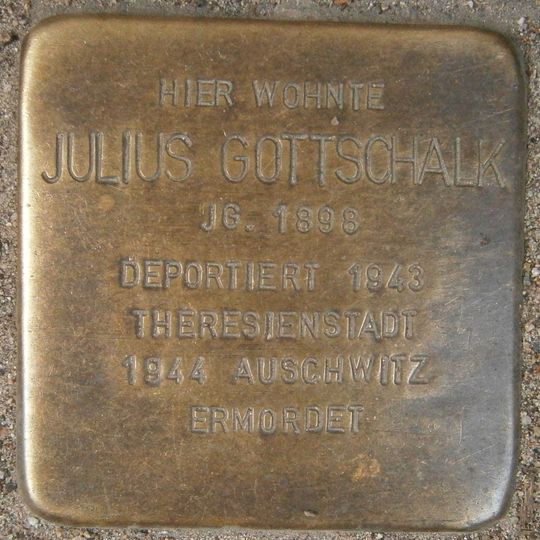 HIER WOHNTE
JULIUS GOTTSCHALK
JG. 1898
DEPORTIERT 1943
THERESIENSTADT
1944 AUSCHWITZ
ERMORDET